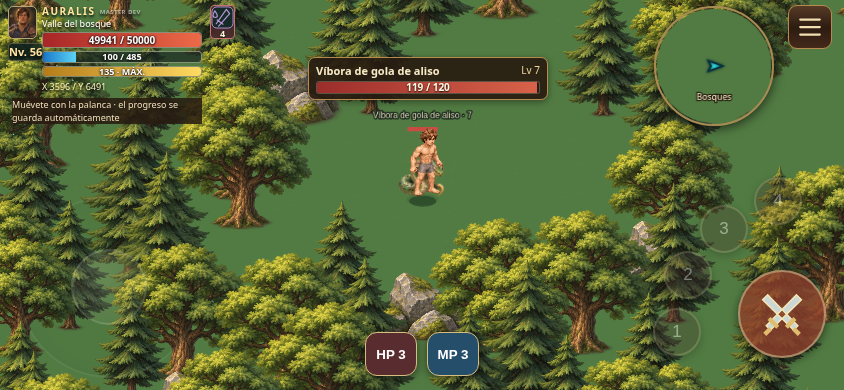 AURALIS MASTER DEV
Valle del bosque
Nv. 56
49941 / 50000
100 / 485
135 · MAX.
X 3596 / Y 6491
Muévete con la palanca · el progreso se
guarda automáticamente
4
Víbora de gola de aliso Lv 7
119 / 120
Víbora de gola de aliso · 7
Bosques
4
3
2
1
HP 3
MP 3